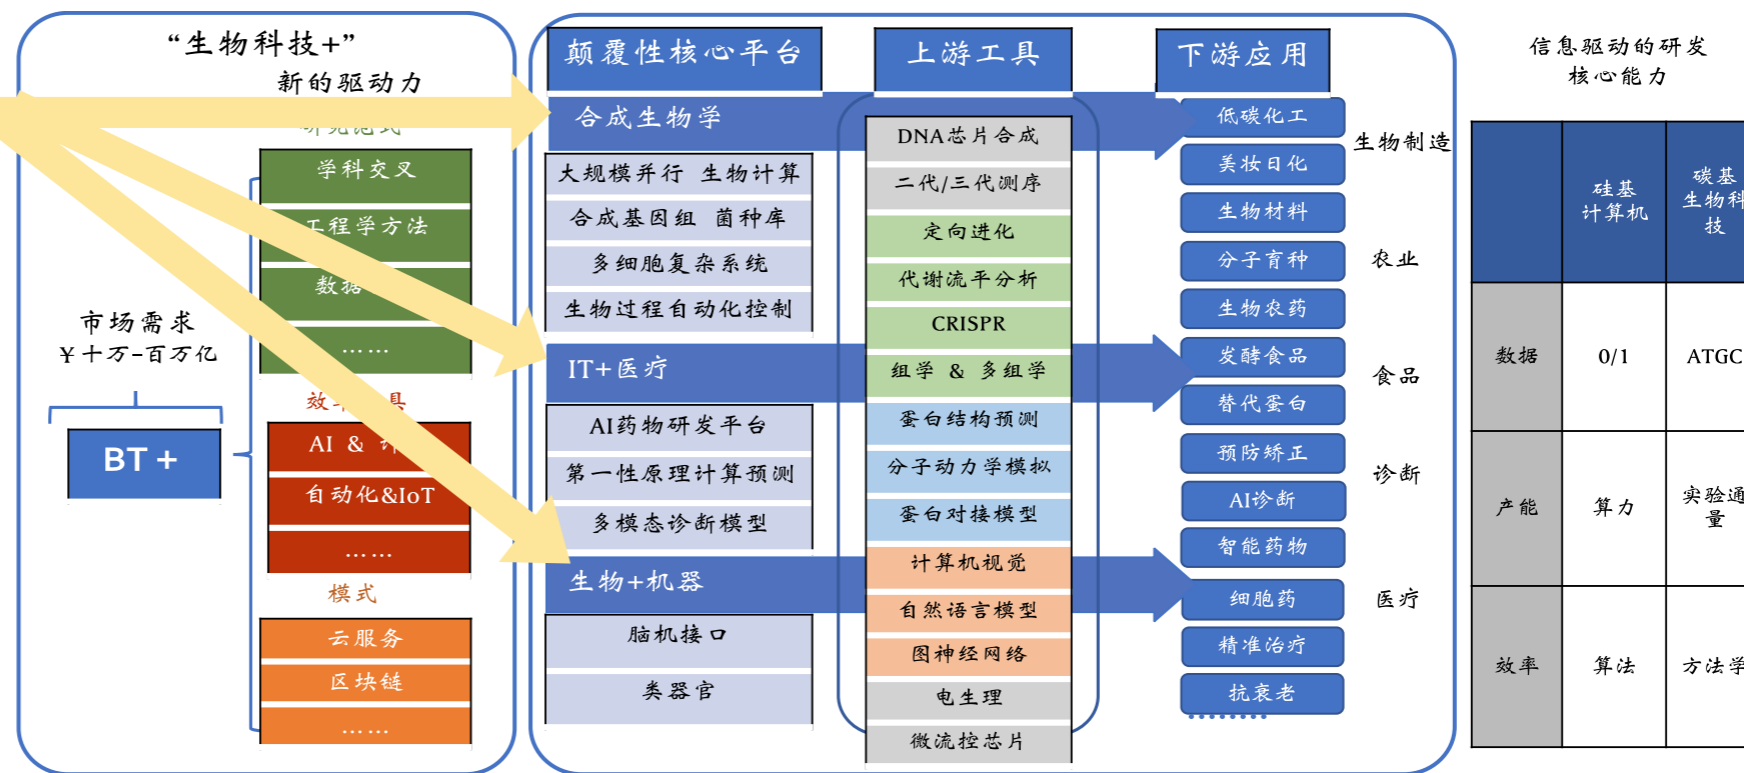 “生物科技+”
新的驱动力
学科交叉
工程学方法
数据
……
市场需求
¥十万-百万亿
BT +
AI &
自动化&IoT
……
模式
云服务
区块链
……
颠覆性核心平台
合成生物学
大规模并行 生物计算
合成基因组 菌种库
多细胞复杂系统
生物过程自动化控制
IT+医疗
AI药物研发平台
第一性原理计算预测
多模态诊断模型
生物+机器
脑机接口
类器官
上游工具
DNA芯片合成
二代/三代测序
定向进化
代谢流平分析
CRISPR
组学 & 多组学
蛋白结构预测
分子动力学模拟
蛋白对接模型
计算机视觉
自然语言模型
图神经网络
电生理
微流控芯片
下游应用
低碳化工
美妆日化
生物材料
分子育种
生物农药
发酵食品
替代蛋白
预防矫正
AI诊断
智能药物
细胞药
精准治疗
抗衰老
生物制造
农业
食品
诊断
医疗
信息驱动的研发
核心能力
硅基
计算机
碳基
生物科
技
数据
0/1
ATGC
产能
算力
实验通
量
效率
算法
方法学